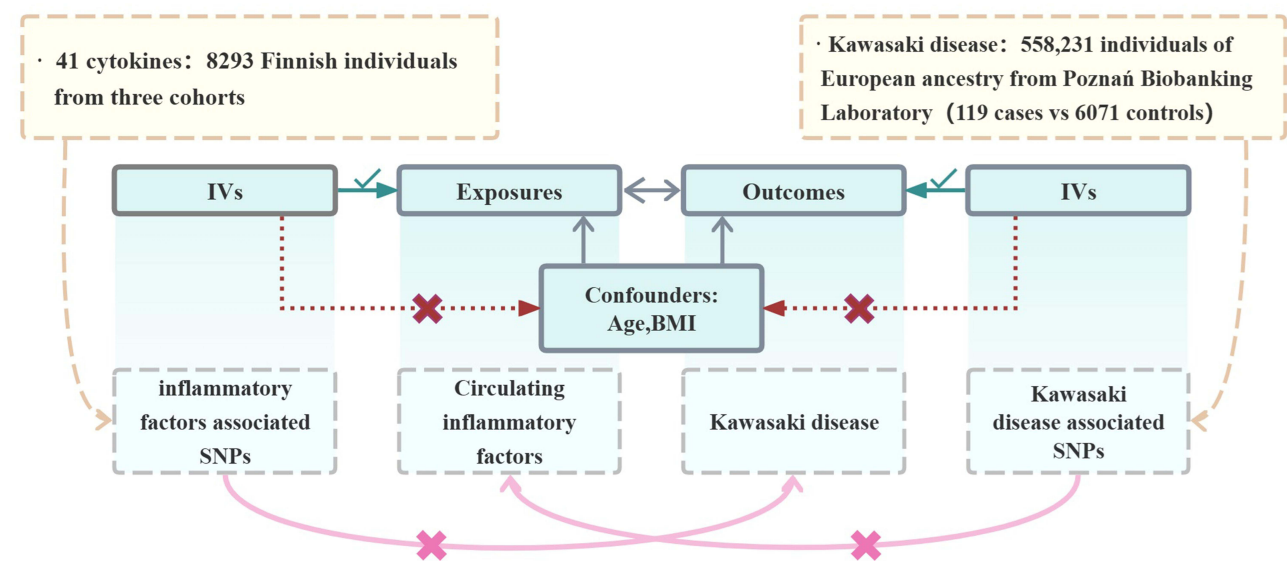 · 41 cytokines：8293 Finnish individuals
from three cohorts
· Kawasaki disease：558,231 individuals of
European ancestry from Poznań Biobanking
Laboratory（119 cases vs 6071 controls）
IVs
Exposures
Outcomes
IVs
Confounders:
Age,BMI
inflammatory
factors associated
SNPs
Circulating
inflammatory
factors
Kawasaki disease
Kawasaki
disease associated
SNPs